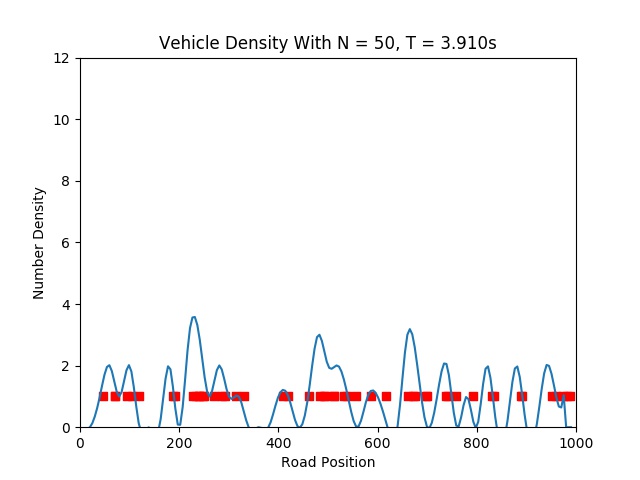 Vehicle Density With N = 50, T = 3.910s
12
10
8
6
4
2
0
Number Density
0 200 400 600 800 1000
Road Position